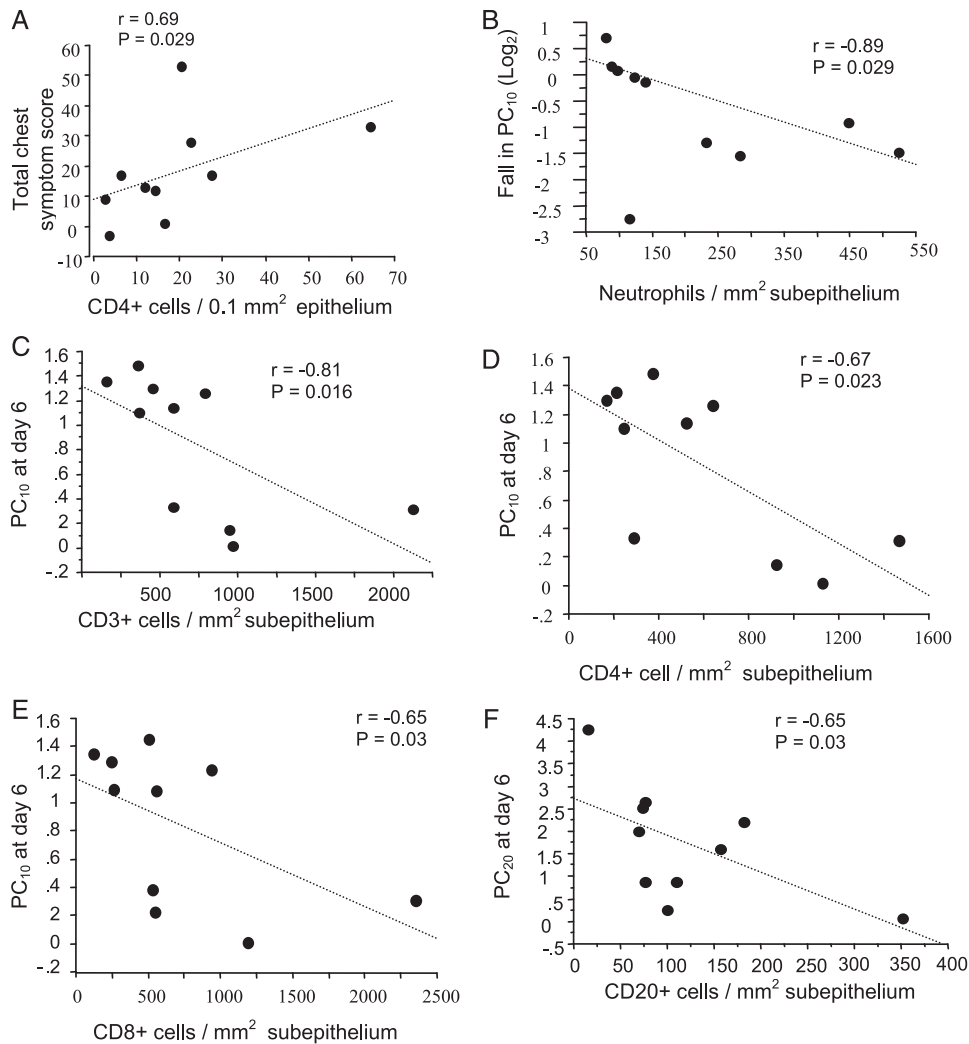 A
r = 0.69
P = 0.029
Total chest
symptom score
60
50
40
30
20
10
0
-10
0 10 20 30 40 50 60 70
CD4+ cells / 0.1 mm² epithelium
B
r = -0.89
P = 0.029
Fall in PC₁₀ (Log₂)
1
.5
0
-0.5
-1
-1.5
-2
-2.5
-3
50 150 250 350 450 550
Neutrophils / mm² subepithelium
C
r = -0.81
P = 0.016
PC₁₀ at day 6
1.6
1.4
1.2
1
.8
.6
.4
.2
0
-.2
500 1000 1500 2000
CD3+ cells / mm² subepithelium
D
r = -0.67
P = 0.023
PC₁₀ at day 6
1.6
1.4
1.2
1
.8
.6
.4
.2
0
-.2
0 400 800 1200 1600
CD4+ cell / mm² subepithelium
E
r = -0.65
P = 0.03
PC₁₀ at day 6
1.6
1.4
1.2
1
.8
.6
.4
2
0
-.2
0 500 1000 1500 2000 2500
CD8+ cells / mm² subepithelium
F
r = -0.65
P = 0.03
PC₂₀ at day 6
4.5
4
3.5
3
2.5
2
1.5
1
.5
0
-.5
0 50 100 150 200 250 300 350 400
CD20+ cells / mm² subepithelium